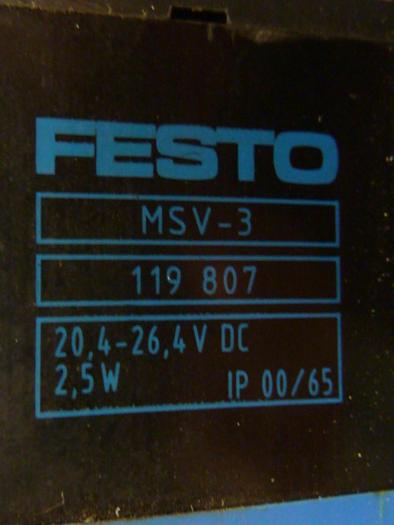 FESTO
MSV-3
119 807
20,4-26,4V DC
2,5W IP 00/65